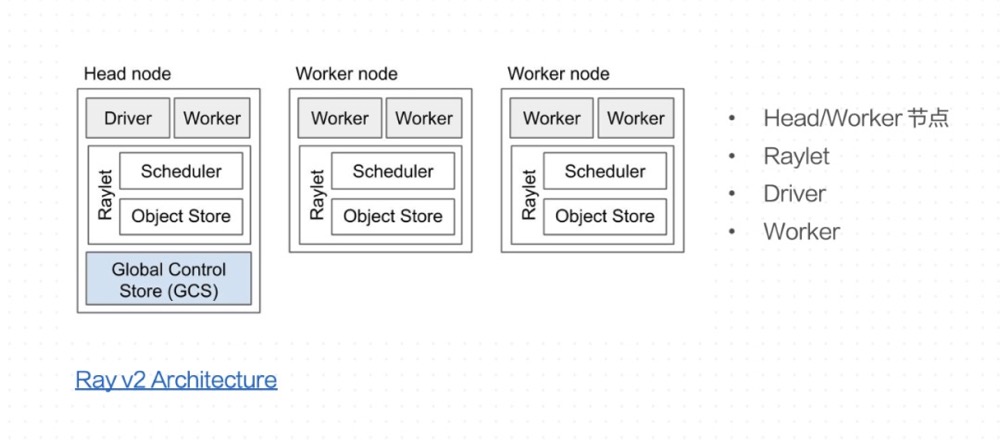 Head node
Driver
Worker
Raylet
Scheduler
Object Store
Global Control
Store (GCS)
Worker node
Worker
Worker
Raylet
Scheduler
Object Store
Worker node
Worker
Worker
Raylet
Scheduler
Object Store
• Head/Worker 节点
• Raylet
• Driver
• Worker
Ray v2 Architecture